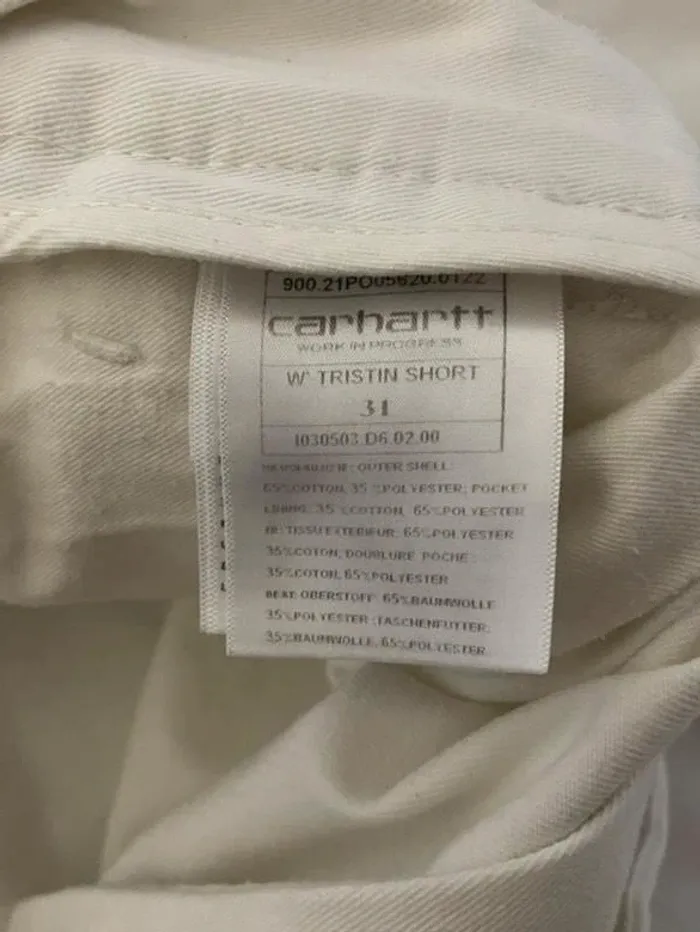 900.21PO05620.0122
carhartt
WORK IN PROGRESS
W' TRISTIN SHORT
31
I030503.D6.02.00
OUTER SHELL:
65%COTTON, 35 %POLYESTER; POCKET
LINING: 35 %COTTON, 65%POLYESTER
FR: TISSU EXTERIEUR: 65%POLYESTER
35%COTON; DOUBLURE POCHE:
35%COTON, 65%POLYESTER
BEAT: OBERSTOFF: 65%BAUMWOLLE
35%POLYESTER ;TASCHENFUTTER:
35%BAUMWOLLE, 65%POLYESTER